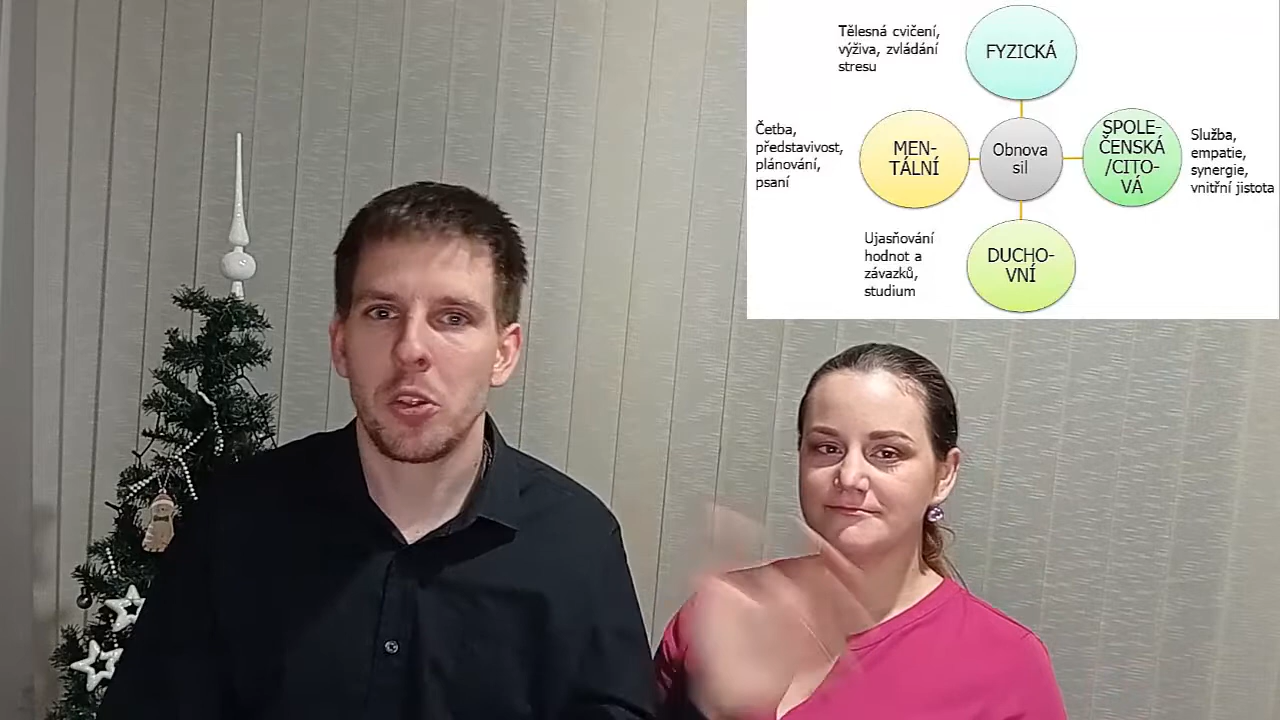 Tělesná cvičení,
výživa, zvládání
stresu
FYZICKÁ
Četba,
představivost,
plánování,
psaní
MEN-
TÁLNÍ
Obnova
sil
SPOLE-
ČENSKÁ
/CITO-
VÁ
Služba,
empatie,
synergie,
vnitřní jistota
Ujasňování
hodnot a
závazků,
studium
DUCHO-
VNÍ